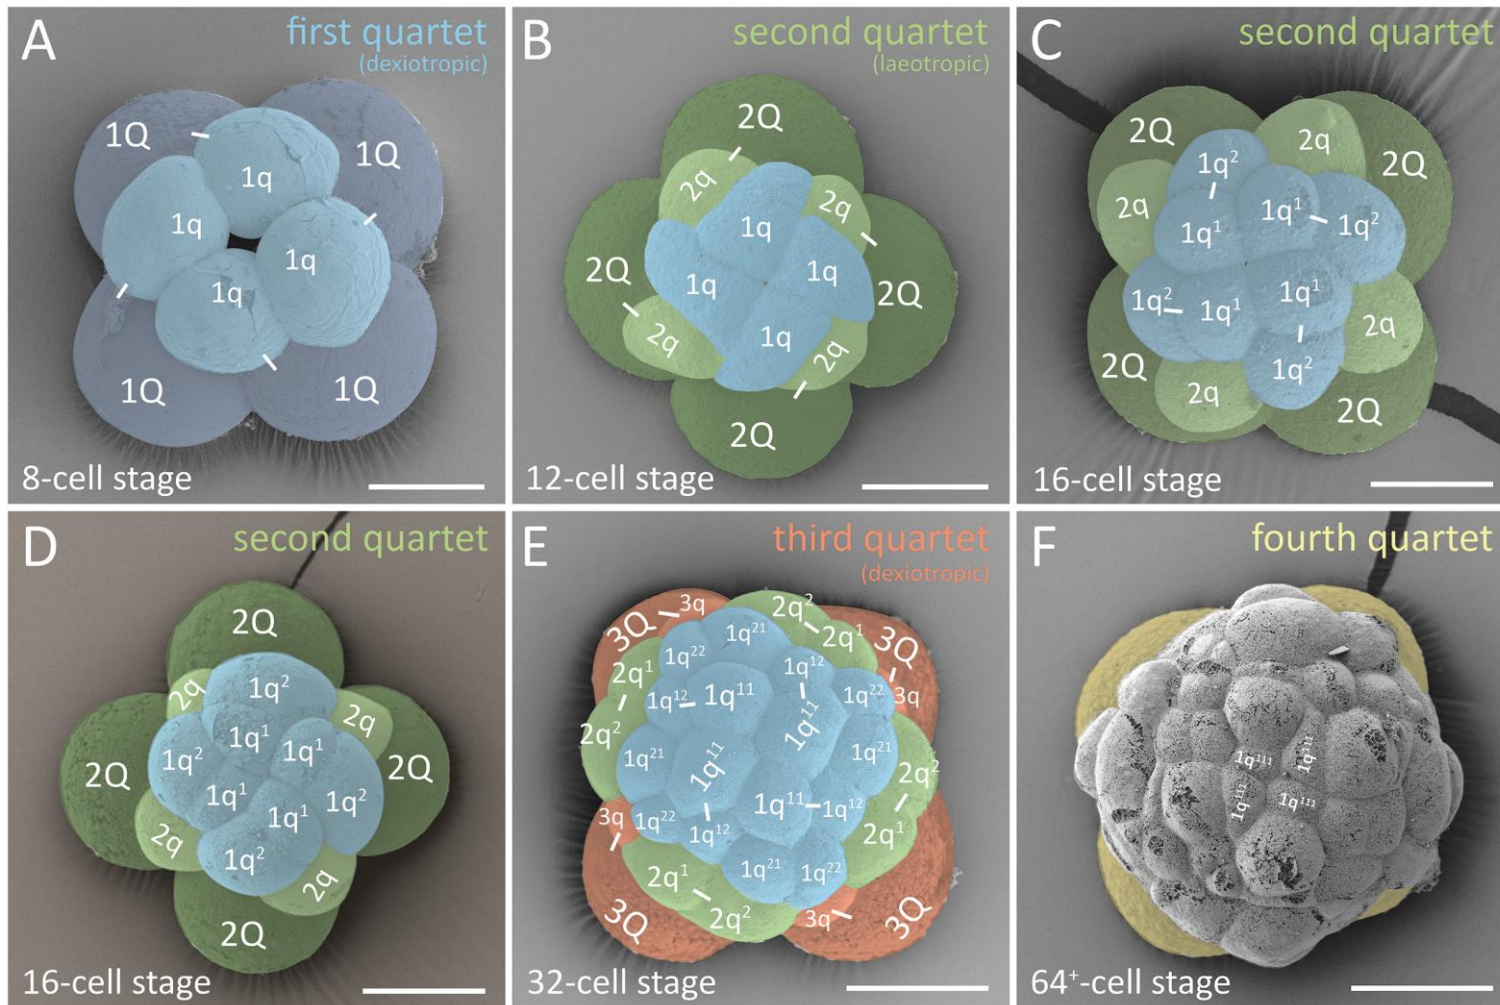 A
first quartet
(dexiotropic)
1Q
1Q
1q
1q
1q
1q
1Q
1Q
8-cell stage
B
second quartet
(laeotropic)
2Q
2q
2q
1q
2Q
1q
1q
2Q
1q
2q
2q
2Q
12-cell stage
C
second quartet
2Q
2q
2Q
1q²
2q
1q¹
1q²
1q¹
1q²
1q¹
1q¹
2q
2Q
1q²
2q
2Q
16-cell stage
D
second quartet
2Q
2q
1q²
2q
1q¹
1q¹
1q²
2Q
2Q
1q¹
1q²
1q¹
2q
1q²
2q
2Q
16-cell stage
E
third quartet
(dexiotropic)
3Q
3q
2q²
2q¹
3Q
1q²¹
1q²²
1q¹²
2q¹
1q¹²
1q¹¹
1q²²
3q
2q²
1q¹¹
1q²¹
1q²¹
1q¹¹
2q²
1q¹¹
1q¹²
3q
1q²²
1q¹²
2q¹
2q¹
1q²¹
1q²²
2q²
3q
3Q
3Q
32-cell stage
F
fourth quartet
1q¹¹¹
1q¹¹¹
1q¹¹¹
1q¹¹¹
64⁺-cell stage